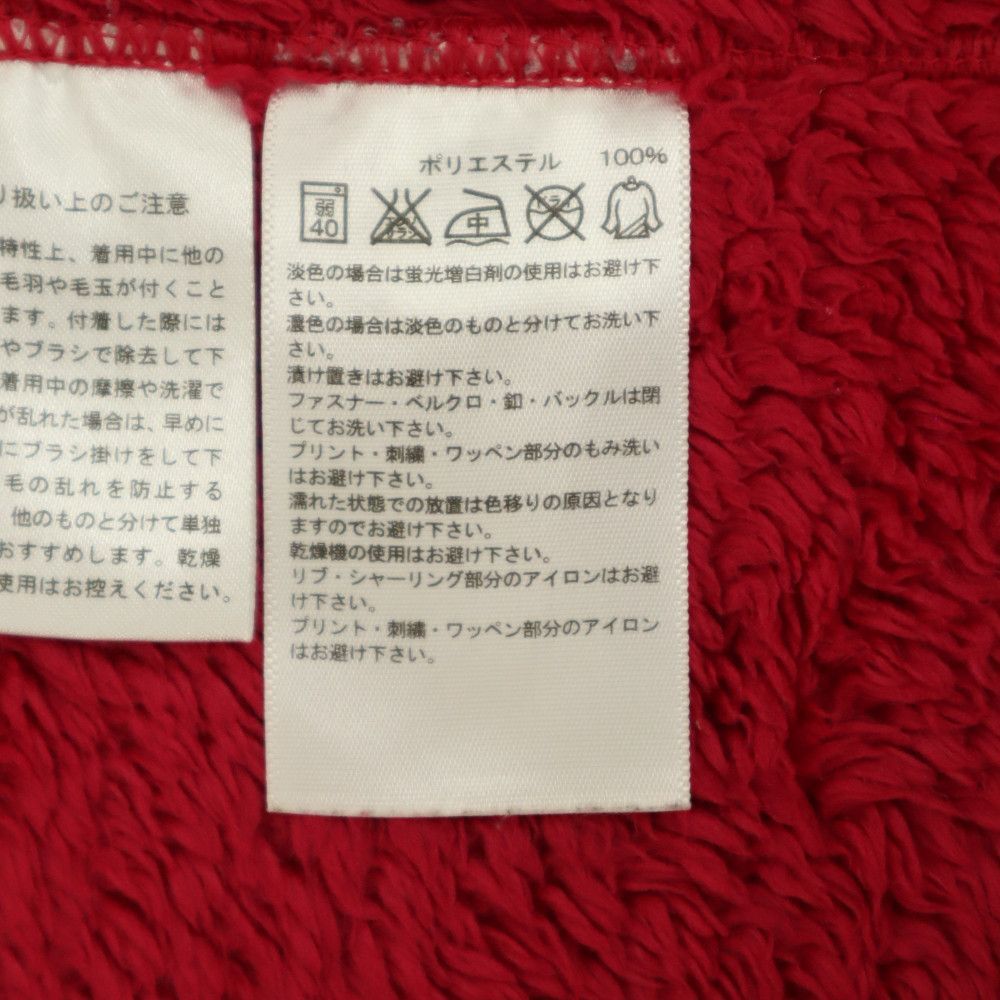 り扱い上のご注意
特性上、着用中に他の
毛羽や毛玉が付くこと
ます。付着した際には
やブラシで除去して下
着用中の摩擦や洗濯で
が乱れた場合は、早めに
にブラシ掛けをして下
毛の乱れを防止する
他のものと分けて単独
おすすめします。乾燥
使用はお控えください。
ポリエステル 100%
弱
40
エンソサラシ
中
ドライ
淡色の場合は蛍光増白剤の使用はお避け下
さい。
濃色の場合は淡色のものと分けてお洗い下
さい。
漬け置きはお避け下さい。
ファスナー・ベルクロ・釦・バックルは閉
じてお洗い下さい。
プリント・刺繍・ワッペン部分のもみ洗い
はお避け下さい。
濡れた状態での放置は色移りの原因となり
ますのでお避け下さい。
乾燥機の使用はお避け下さい。
リブ・シャーリング部分のアイロンはお避
け下さい。
プリント・刺繍・ワッペン部分のアイロン
はお避け下さい。